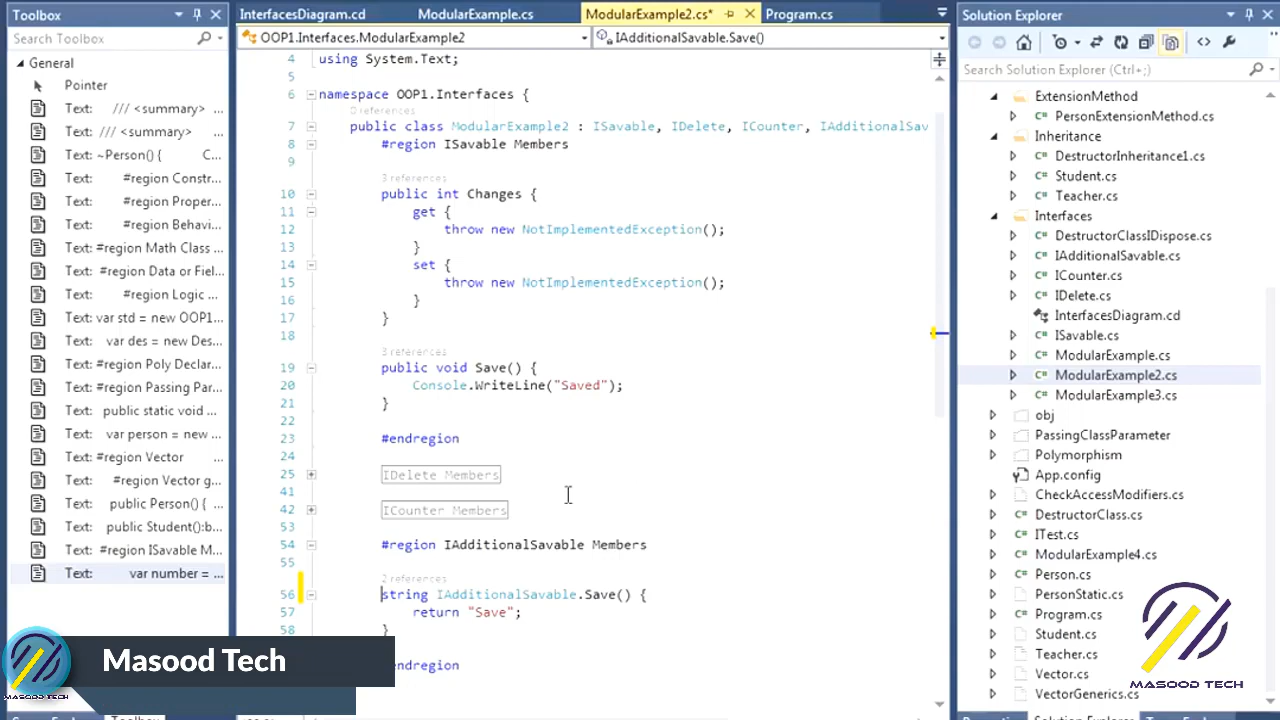 Toolbox
Search Toolbox
General
Pointer
Text: /// <summary>
Text: /// <summary>
Text: ~Person() { C...
Text: #region Constr...
Text: #region Proper...
Text: #region Behavi...
Text: #region Math Class ...
Text: #region Data or Fiel...
Text: #region Logic ...
Text: var std = new OOP1...
Text: var des = new Des...
Text: #region Poly Declar...
Text: #region Passing Par...
Text: public static void ...
Text: var person = new ...
Text: #region Vector
Text: #region Vector g...
Text: public Person() {
Text: public Student():b...
Text: #region ISavable M...
Text: var number = ...
InterfacesDiagram.cd
ModularExample.cs
ModularExample2.cs*
Program.cs
OOP1.Interfaces.ModularExample2
IAdditionalSavable.Save()
4 using System.Text;
5
6 namespace OOP1.Interfaces {
0 references
7 public class ModularExample2 : ISavable, IDelete, ICounter, IAdditionalSav
8 #region ISavable Members
9
3 references
10 public int Changes {
11 get {
12 throw new NotImplementedException();
13 }
14 set {
15 throw new NotImplementedException();
16 }
17 }
18
3 references
19 public void Save() {
20 Console.WriteLine("Saved");
21 }
22
23 #endregion
24
25 IDelete Members
41
42 ICounter Members
53
54 #region IAdditionalSavable Members
55
2 references
56 string IAdditionalSavable.Save() {
57 return "Save";
58 }
endregion
Solution Explorer
Search Solution Explorer (Ctrl+;)
ExtensionMethod
C# PersonExtensionMethod.cs
Inheritance
C# DestructorInheritance1.cs
C# Student.cs
C# Teacher.cs
Interfaces
C# DestructorClassIDispose.cs
C# IAdditionalSavable.cs
C# ICounter.cs
C# IDelete.cs
InterfacesDiagram.cd
C# ISavable.cs
C# ModularExample.cs
C# ModularExample2.cs
C# ModularExample3.cs
obj
PassingClassParameter
Polymorphism
App.config
CheckAccessModifiers.cs
C# DestructorClass.cs
C# ITest.cs
C# ModularExample4.cs
C# Person.cs
PersonStatic.cs
C# Program.cs
Student.cs
Teacher.cs
Vector.cs
VectorGenerics.cs
Masood Tech
MASOOD TECH
MASOOD TECH